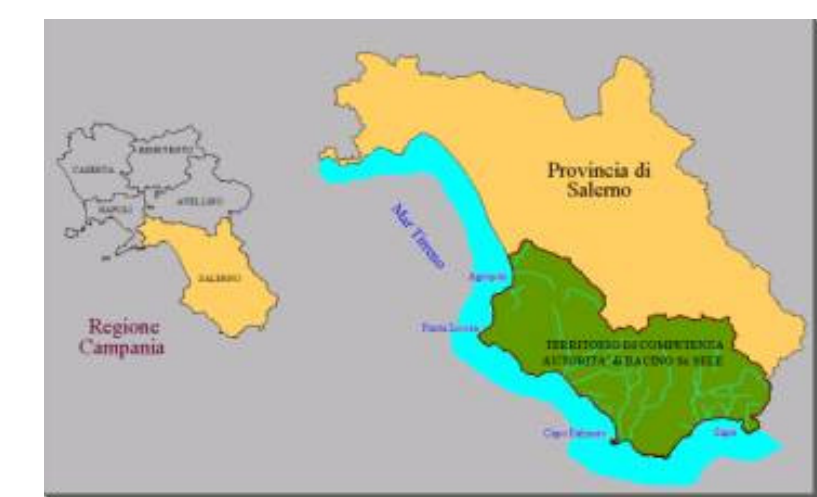 BENEVENTO
CASERTA
AVELLINO
NAPOLI
SALERNO
Regione
Campania
Provincia di
Salerno
Mar Tirreno
Agropoli
Punta Licosa
TERRITORIO DI COMPETENZA
AUTORITA' di BACINO Sx SELE
Capo Palinuro
Sapri